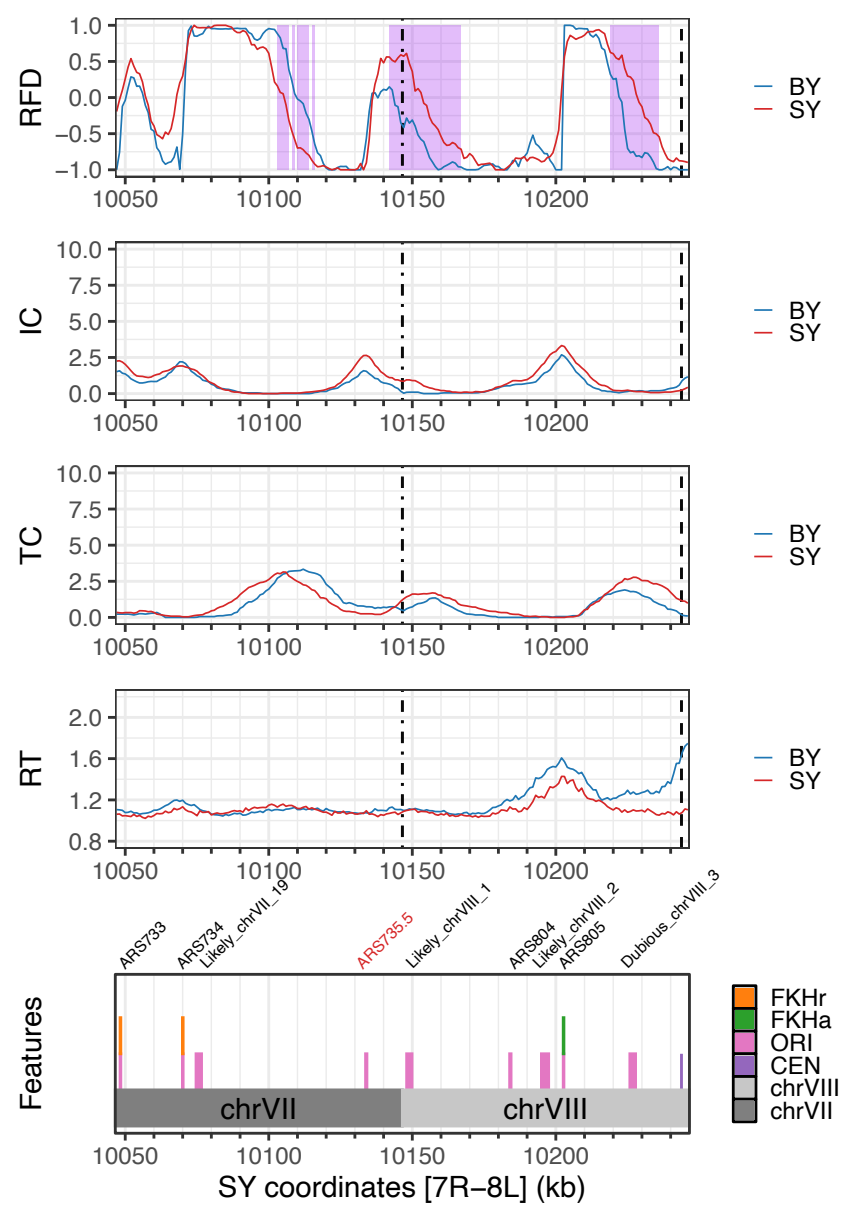 RFD
1.0
0.5
0.0
−0.5
−1.0
10050 10100 10150 10200
BY
SY
IC
10.0
7.5
5.0
2.5
0.0
10050 10100 10150 10200
BY
SY
TC
10.0
7.5
5.0
2.5
0.0
10050 10100 10150 10200
BY
SY
RT
2.0
1.6
1.2
0.8
10050 10100 10150 10200
BY
SY
ARS733
ARS734
Likely_chrVII_19
ARS735.5
Likely_chrVIII_1
ARS804
Likely_chrVIII_2
ARS805
Dubious_chrVIII_3
Features
chrVII chrVIII
10050 10100 10150 10200
SY coordinates [7R−8L] (kb)
FKHr
FKHa
ORI
CEN
chrVIII
chrVII